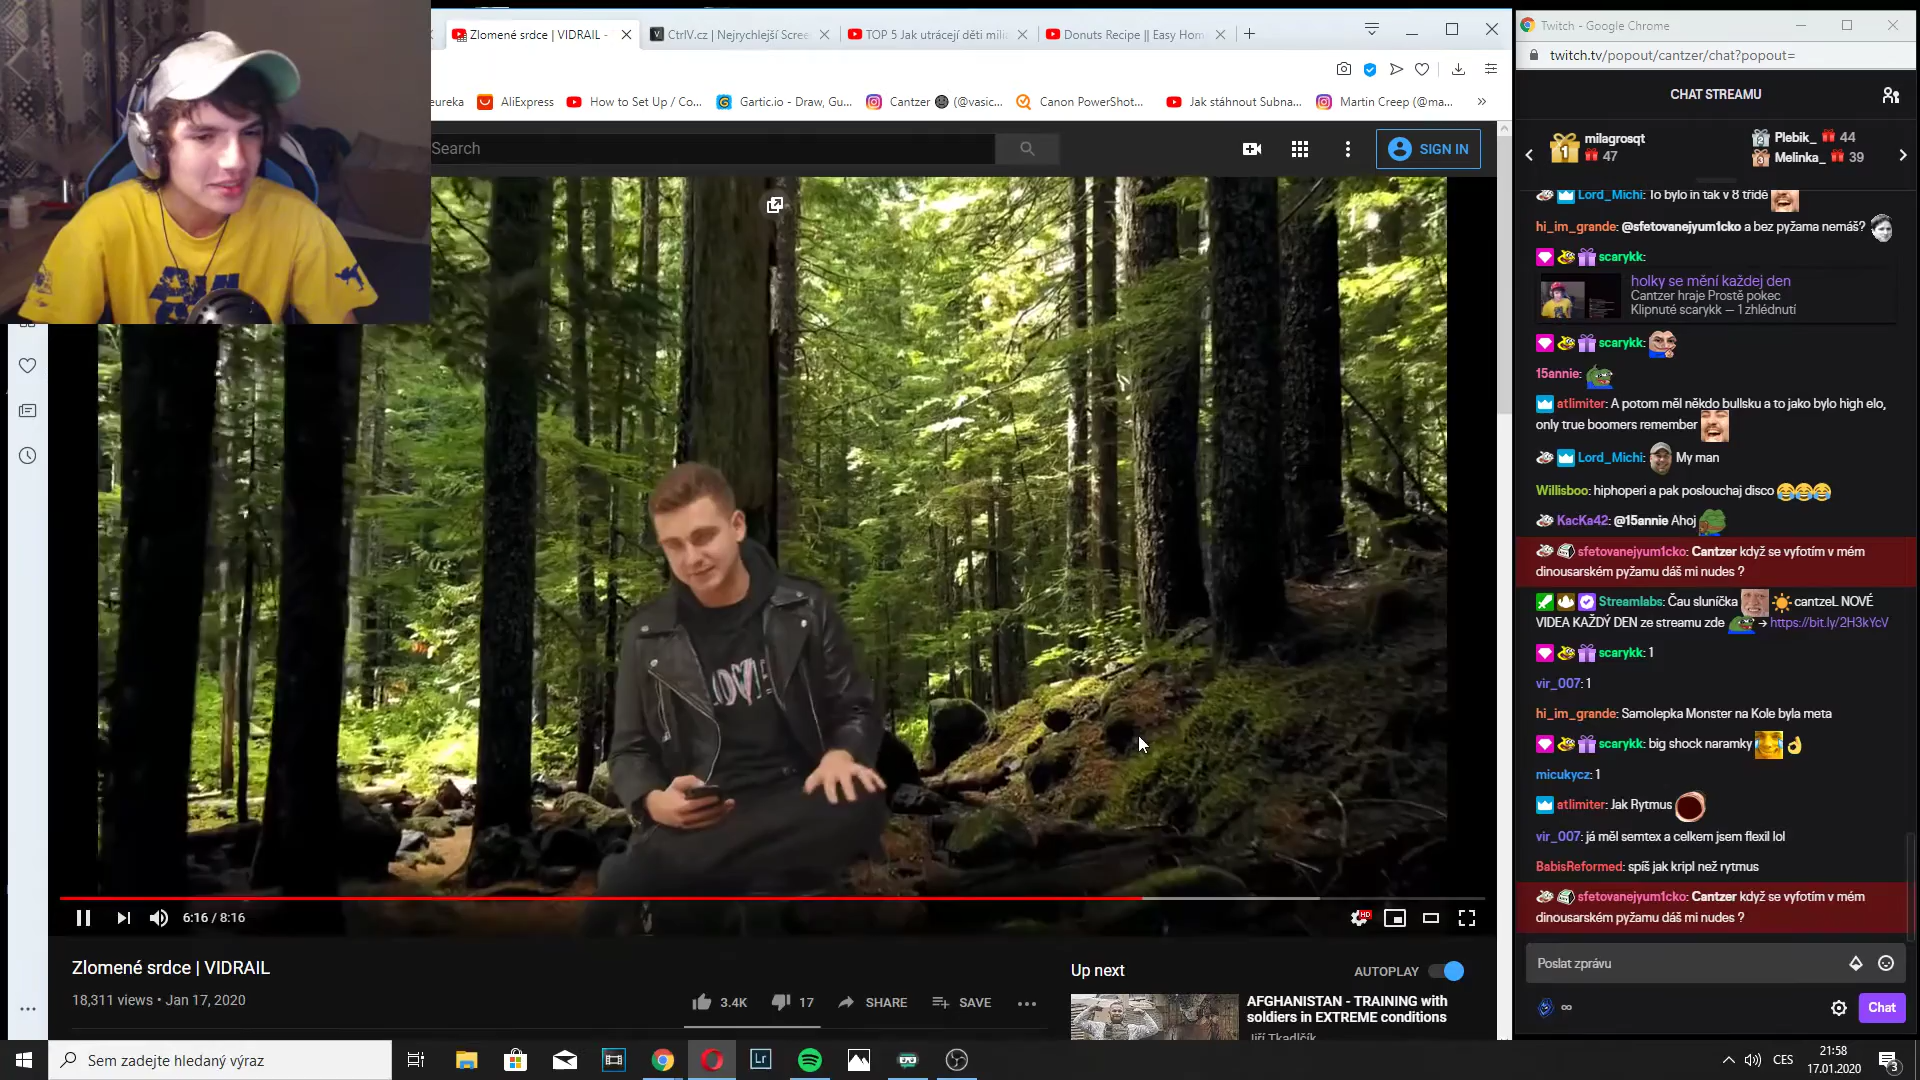 Zlomené srdce | VIDRAIL -
CtrlV.cz | Nejrychlejší Scree
TOP 5 Jak utrácejí děti mili
Donuts Recipe || Easy Hom
eureka
AliExpress
How to Set Up / Co...
Gartic.io - Draw, Gu...
Cantzer
(@vasic...
Canon PowerShot...
Jak stáhnout Subna...
Martin Creep (@ma...
Search
SIGN IN
6:16 / 8:16
Zlomené srdce | VIDRAIL
18,311 views • Jan 17, 2020
3.4K
17
SHARE
SAVE
Up next
AUTOPLAY
AFGHANISTAN - TRAINING with
soldiers in EXTREME conditions
Jiří Tkadlčík
Twitch - Google Chrome
twitch.tv/popout/cantzer/chat?popout=
CHAT STREAMU
1
milagrosqt
47
2
Plebik_ 44
3
Melinka_ 39
Lord_Michi: To bylo in tak v 8 třídě
hi_im_grande: @sfetovanejyum1cko a bez pyžama nemáš?
scarykk:
holky se mění každej den
Cantzer hraje Prostě pokec
Klipnuté scarykk — 1 zhlédnutí
scarykk:
15annie:
atlimiter: A potom měl někdo bullsku a to jako bylo high elo,
only true boomers remember
Lord_Michi: My man
Willisboo: hiphoperi a pak poslouchaj disco
KacKa42: @15annie Ahoj
sfetovanejyum1cko: Cantzer když se vyfotím v mém
dinousarském pyžamu dáš mi nudes ?
Streamlabs: Čau sluníčka cantzeL NOVÉ
VIDEA KAŽDÝ DEN ze streamu zde → https://bit.ly/2H3kYcV
scarykk: 1
vir_007: 1
hi_im_grande: Samolepka Monster na Kole byla meta
scarykk: big shock naramky
micukycz: 1
atlimiter: Jak Rytmus
vir_007: já měl semtex a celkem jsem flexil lol
BabisReformed: spíš jak kripl než rytmus
sfetovanejyum1cko: Cantzer když se vyfotím v mém
dinousarském pyžamu dáš mi nudes ?
Poslat zprávu
∞
Chat
Sem zadejte hledaný výraz
Lr
CES
21:58
17.01.2020
3